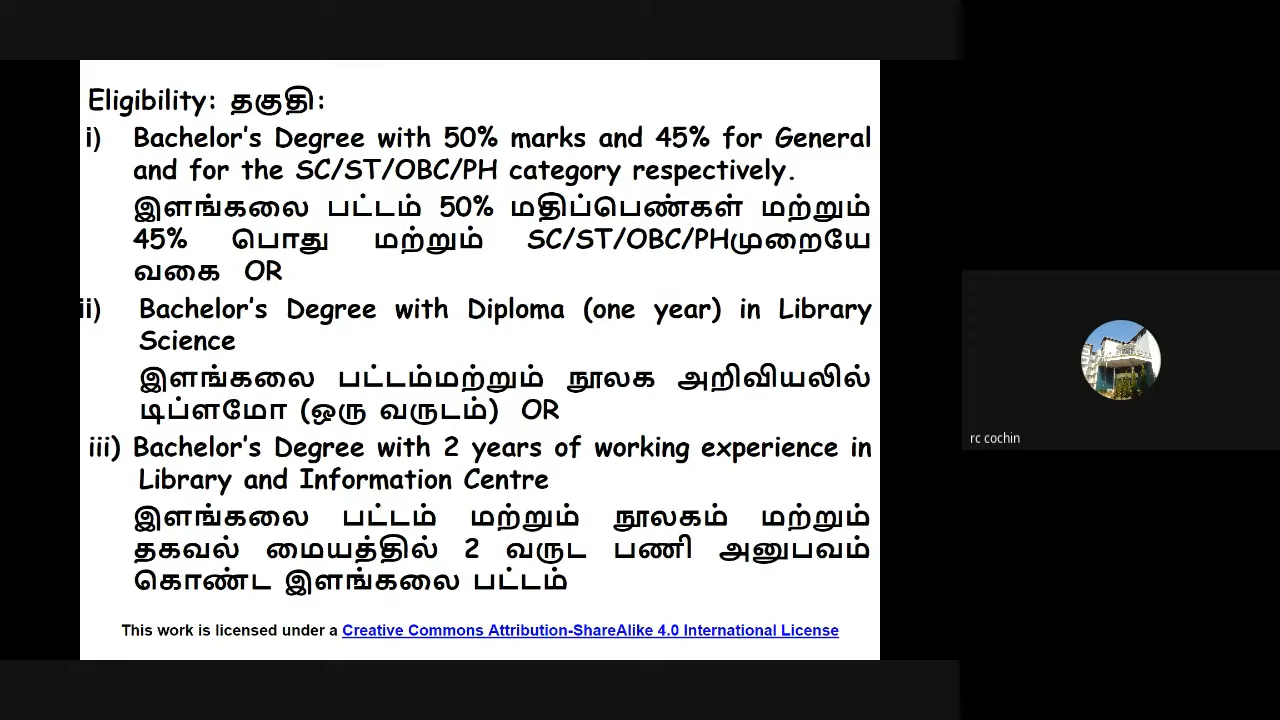 Eligibility: தகுதி:
i) Bachelor's Degree with 50% marks and 45% for General
and for the SC/ST/OBC/PH category respectively.
இளங்கலை பட்டம் 50% மதிப்பெண்கள் மற்றும்
45% பொது மற்றும் SC/ST/OBC/PHமுறையே
வகை OR
ii) Bachelor's Degree with Diploma (one year) in Library
Science
இளங்கலை பட்டம்மற்றும் நூலக அறிவியலில்
டிப்ளமோ (ஒரு வருடம்) OR
iii) Bachelor's Degree with 2 years of working experience in
Library and Information Centre
இளங்கலை பட்டம் மற்றும் நூலகம் மற்றும்
தகவல் மையத்தில் 2 வருட பணி அனுபவம்
கொண்ட இளங்கலை பட்டம்
This work is licensed under a Creative Commons Attribution-ShareAlike 4.0 International License
rc cochin